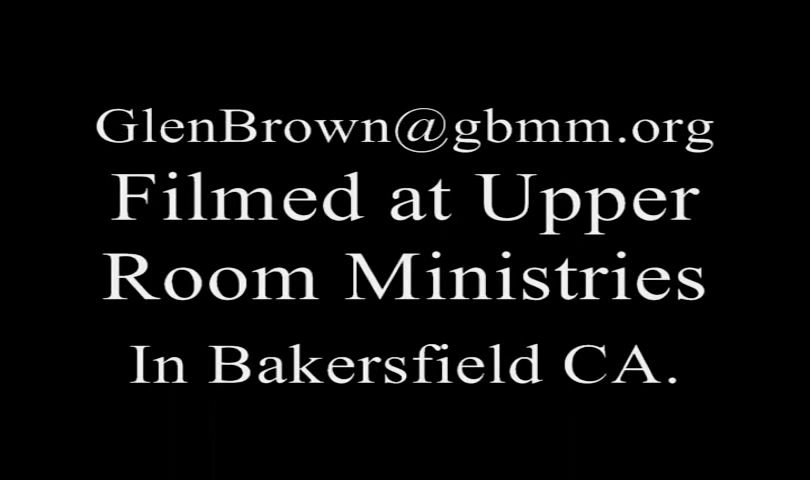 GlenBrown@gbmm.org
Filmed at Upper
Room Ministries
In Bakersfield CA.